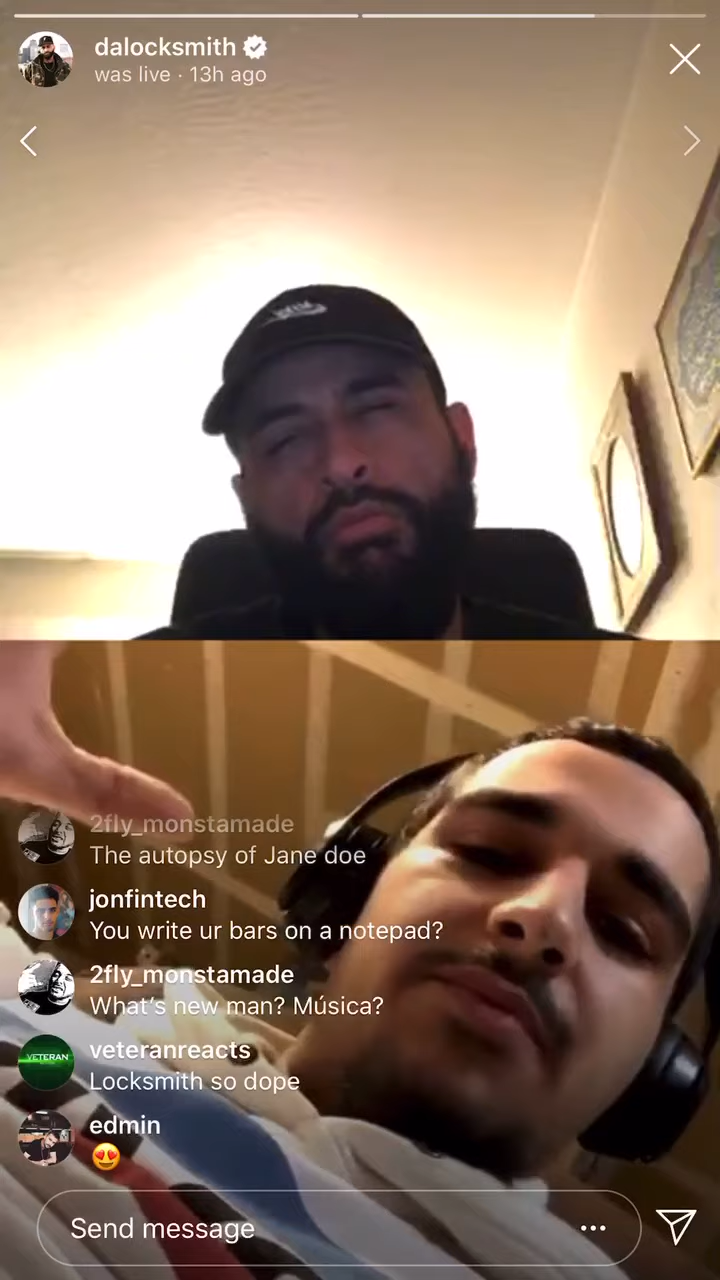 dalocksmith
was live · 13h ago
2fly_monstamade
The autopsy of Jane doe
jonfintech
You write ur bars on a notepad?
2fly_monstamade
What's new man? Música?
VETERAN
veteranreacts
Locksmith so dope
edmin
😍
Send message